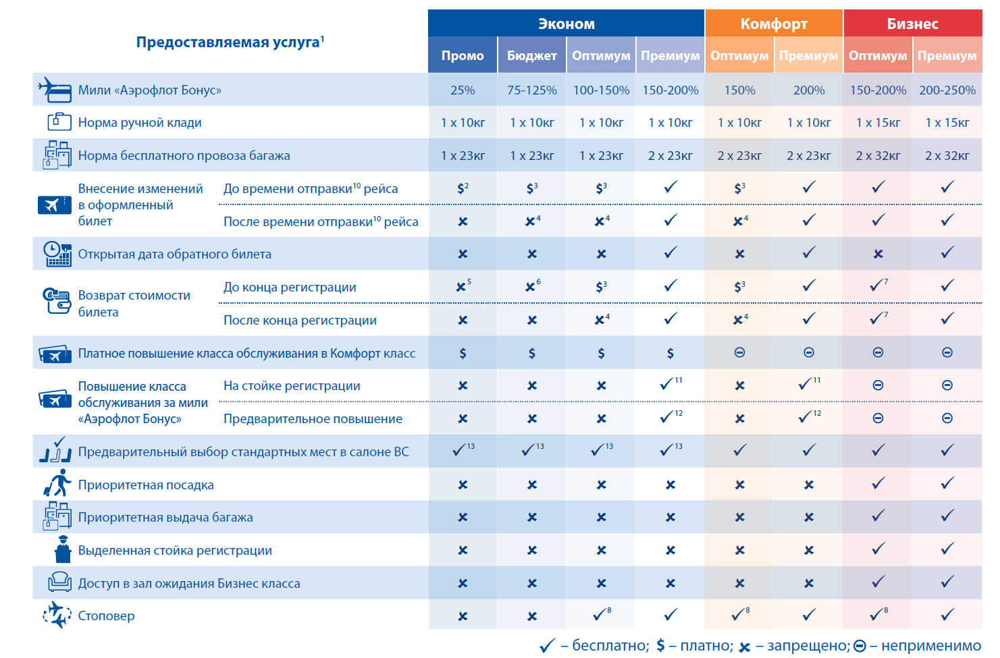 Предоставляемая услуга1 Эконом Комфорт Бизнес
Промо Бюджет Оптимум Премиум Оптимум Премиум Оптимум Премиум
Мили «Аэрофлот Бонус» 25% 75-125% 100-150% 150-200% 150% 200% 150-200% 200-250%
Норма ручной клади 1 x 10кг 1 x 10кг 1 x 10кг 1 x 10кг 1 x 10кг 1 x 10кг 1 x 15кг 1 x 15кг
Норма бесплатного провоза багажа 1 x 23кг 1 x 23кг 1 x 23кг 2 x 23кг 2 x 23кг 2 x 23кг 2 x 32кг 2 x 32кг
Внесение изменений
в оформленный
билет
До времени отправки10 рейса $2 $3 $3 ✓ $3 ✓ ✓ ✓
После времени отправки10 рейса ✗ ✗4 ✗4 ✓ ✗4 ✓ ✓ ✓
Открытая дата обратного билета ✗ ✗ ✗ ✓ ✗ ✓ ✗ ✓
Возврат стоимости
билета
До конца регистрации ✗5 ✗6 $3 ✓ $3 ✓ ✓7 ✓
После конца регистрации ✗ ✗ ✗4 ✓ ✗4 ✓ ✓7 ✓
Платное повышение класса обслуживания в Комфорт класс $ $ $ $ ⊖ ⊖ ⊖ ⊖
Повышение класса
обслуживания за мили
«Аэрофлот Бонус»
На стойке регистрации ✗ ✗ ✗ ✓11 ✗ ✓11 ⊖ ⊖
Предварительное повышение ✗ ✗ ✗ ✓12 ✗ ✓12 ⊖ ⊖
Предварительный выбор стандартных мест в салоне ВС ✓13 ✓13 ✓13 ✓13 ✓ ✓ ✓ ✓
Приоритетная посадка ✗ ✗ ✗ ✗ ✗ ✗ ✓ ✓
Приоритетная выдача багажа ✗ ✗ ✗ ✗ ✗ ✗ ✓ ✓
Выделенная стойка регистрации ✗ ✗ ✗ ✗ ✗ ✗ ✓ ✓
Доступ в зал ожидания Бизнес класса ✗ ✗ ✗ ✗ ✗ ✗ ✓ ✓
Стоповер ✗ ✗ ✓8 ✓ ✓8 ✓ ✓8 ✓
✓ – бесплатно; $ – платно; ✗ – запрещено; ⊖ – неприменимо